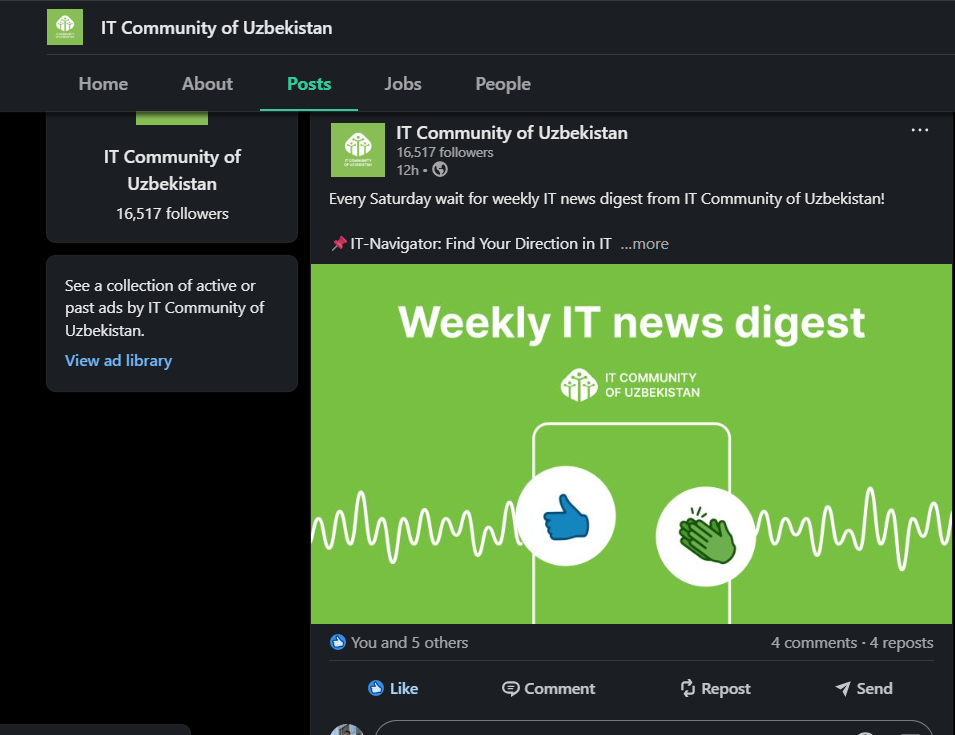 IT Community of Uzbekistan
Home
About
Posts
Jobs
People
IT Community of
Uzbekistan
16,517 followers
See a collection of active or
past ads by IT Community of
Uzbekistan.
View ad library
IT Community of Uzbekistan
16,517 followers
12h •
Every Saturday wait for weekly IT news digest from IT Community of Uzbekistan!
📌 IT-Navigator: Find Your Direction in IT ...more
Weekly IT news digest
IT COMMUNITY
OF UZBEKISTAN
You and 5 others
4 comments · 4 reposts
Like
Comment
Repost
Send